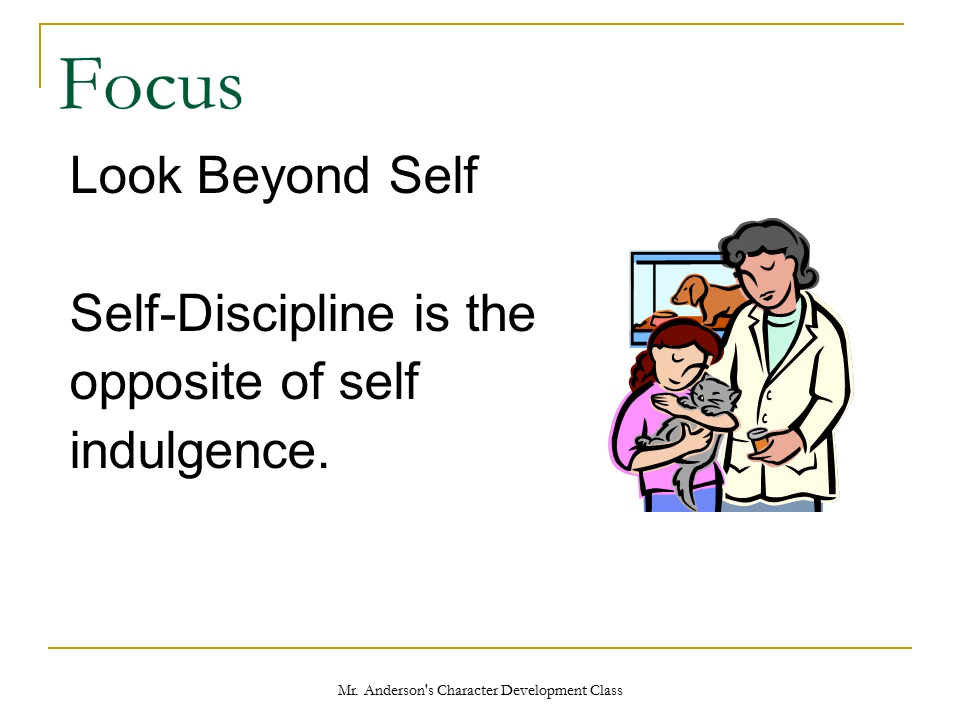 Focus
Look Beyond Self
Self-Discipline is the
opposite of self
indulgence.
Mr. Anderson's Character Development Class